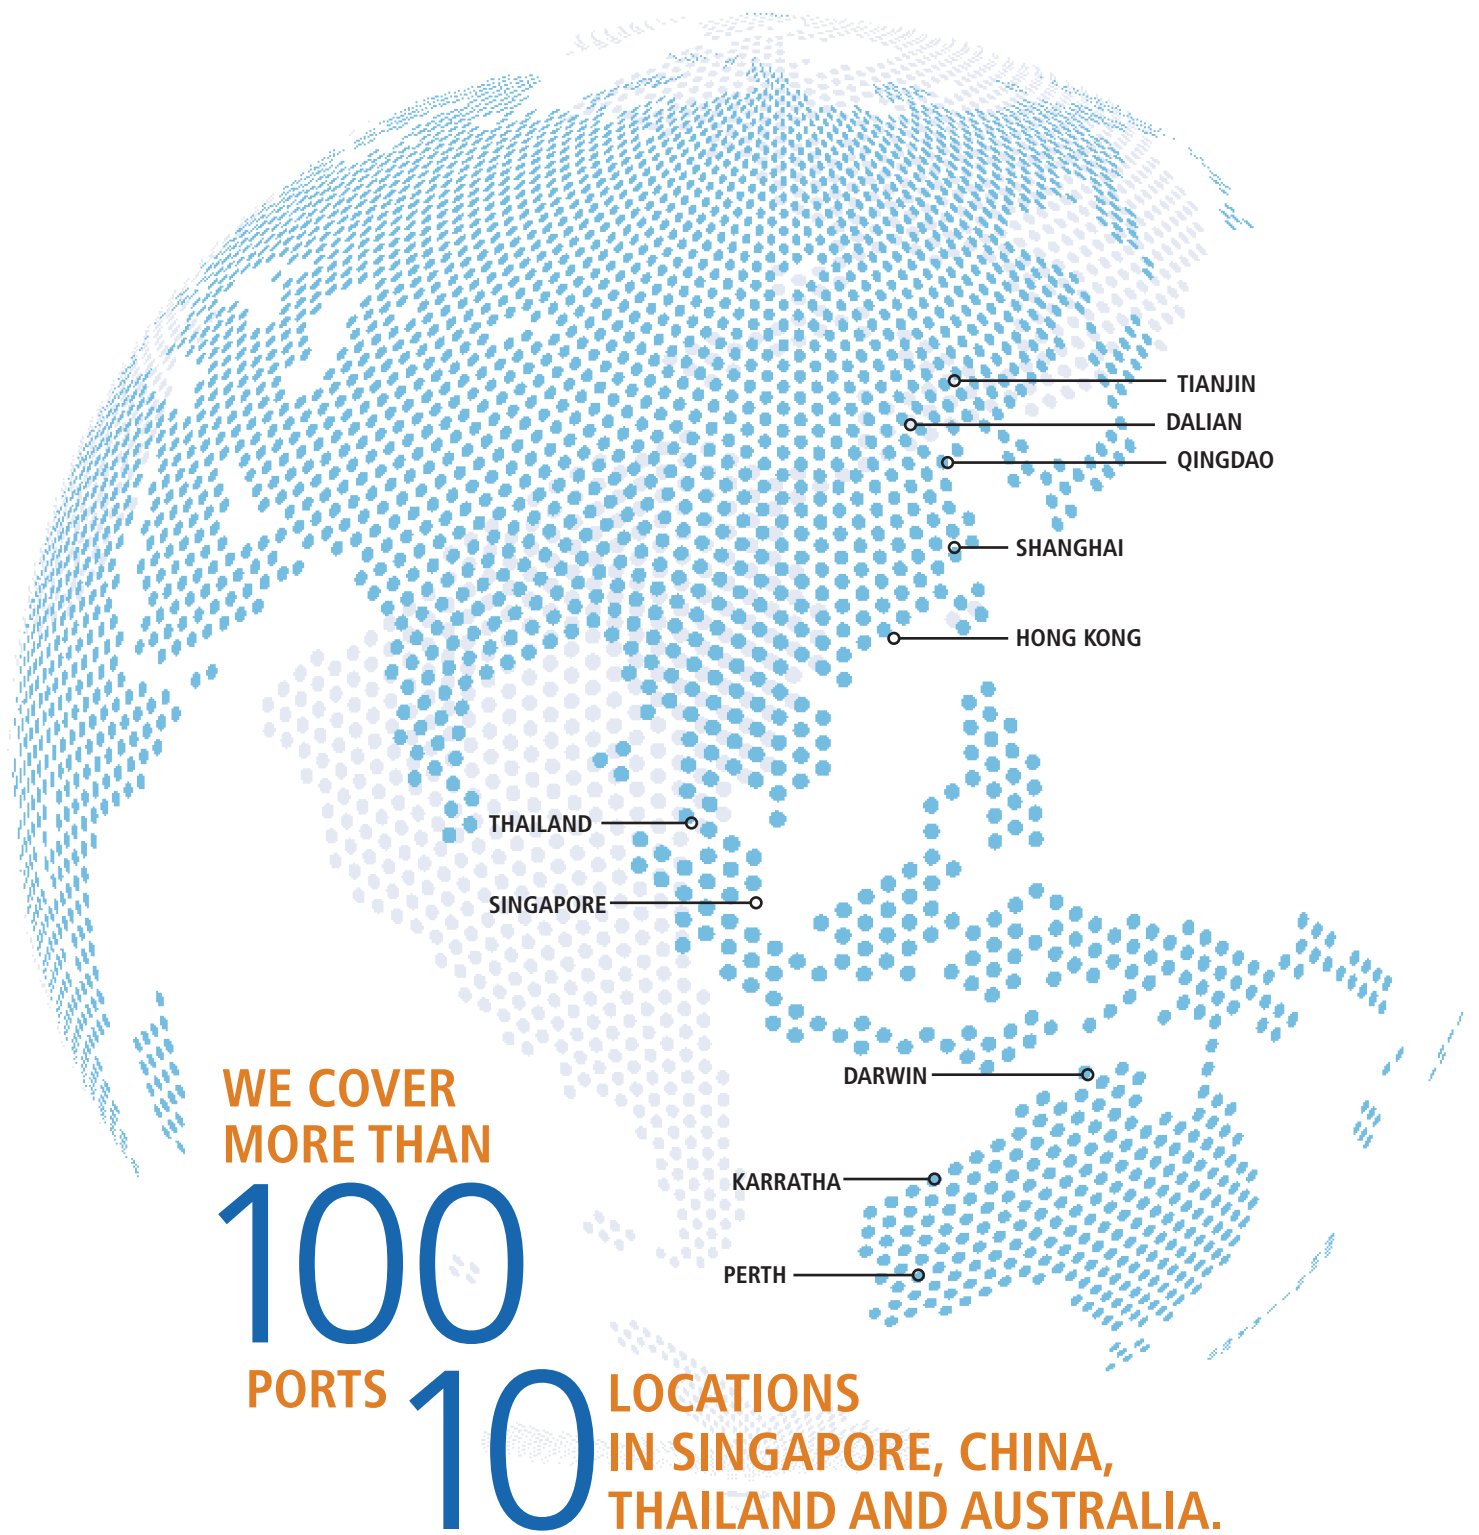 TIANJIN
DALIAN
QINGDAO
SHANGHAI
HONG KONG
THAILAND
SINGAPORE
DARWIN
KARRATHA
PERTH
WE COVER
MORE THAN
100
PORTS
10
LOCATIONS
IN SINGAPORE, CHINA,
THAILAND AND AUSTRALIA.